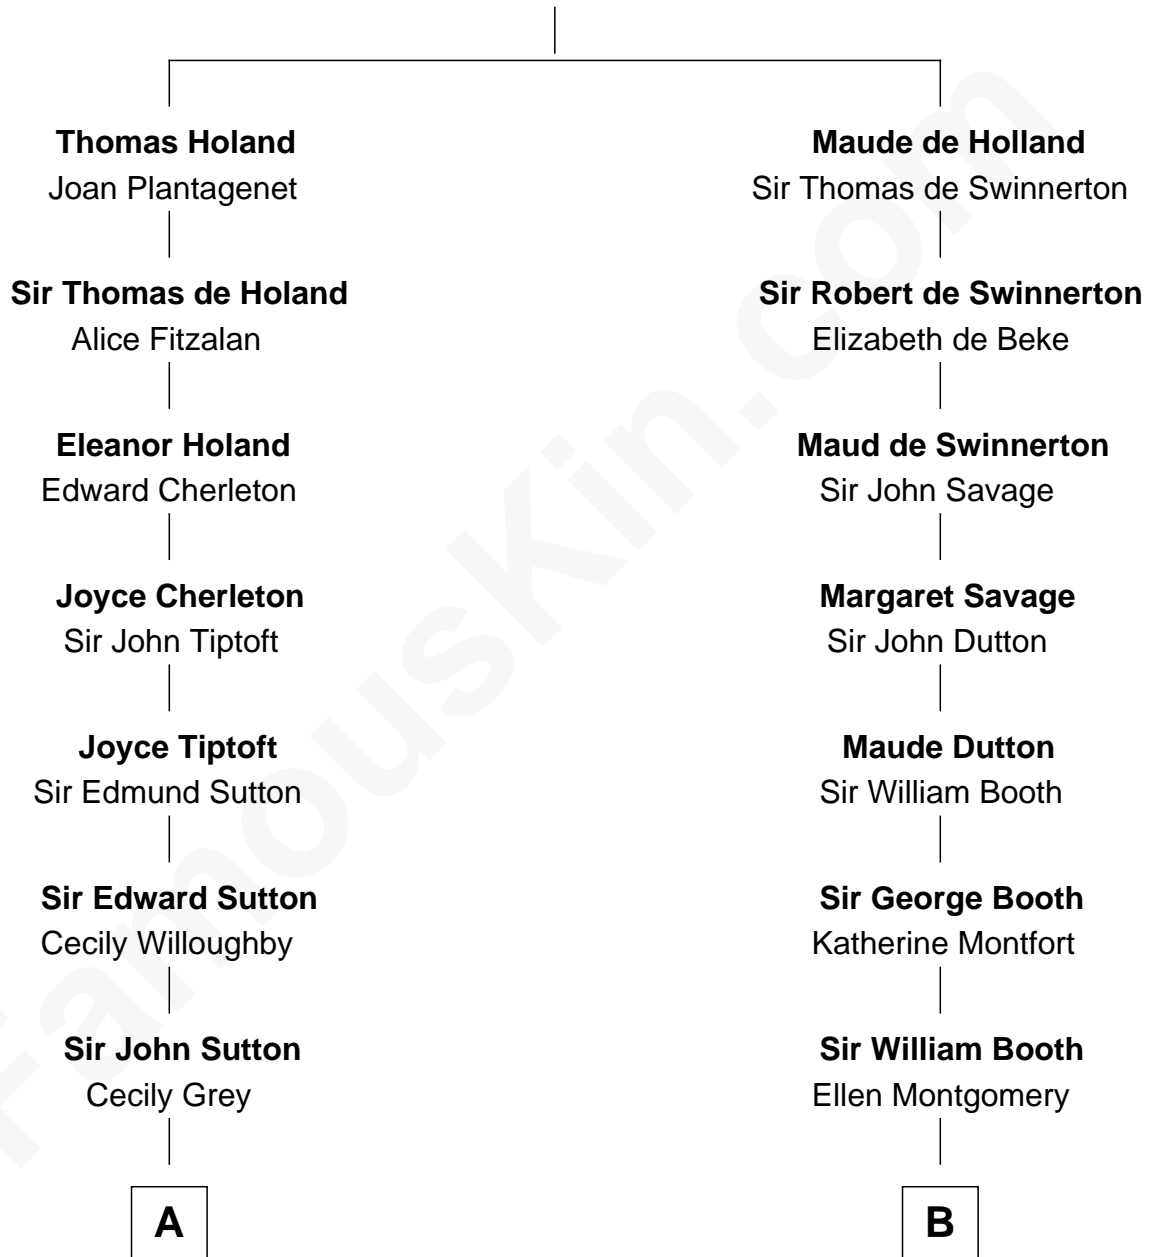 Thomas Holand
Joan Plantagenet
Sir Thomas de Holand
Alice Fitzalan
Eleanor Holand
Edward Cherleton
Joyce Cherleton
Sir John Tiptoft
Joyce Tiptoft
Sir Edmund Sutton
Sir Edward Sutton
Cecily Willoughby
Sir John Sutton
Cecily Grey
A
Maude de Holland
Sir Thomas de Swinnerton
Sir Robert de Swinnerton
Elizabeth de Beke
Maud de Swinnerton
Sir John Savage
Margaret Savage
Sir John Dutton
Maude Dutton
Sir William Booth
Sir George Booth
Katherine Montfort
Sir William Booth
Ellen Montgomery
B
FamousKin.com